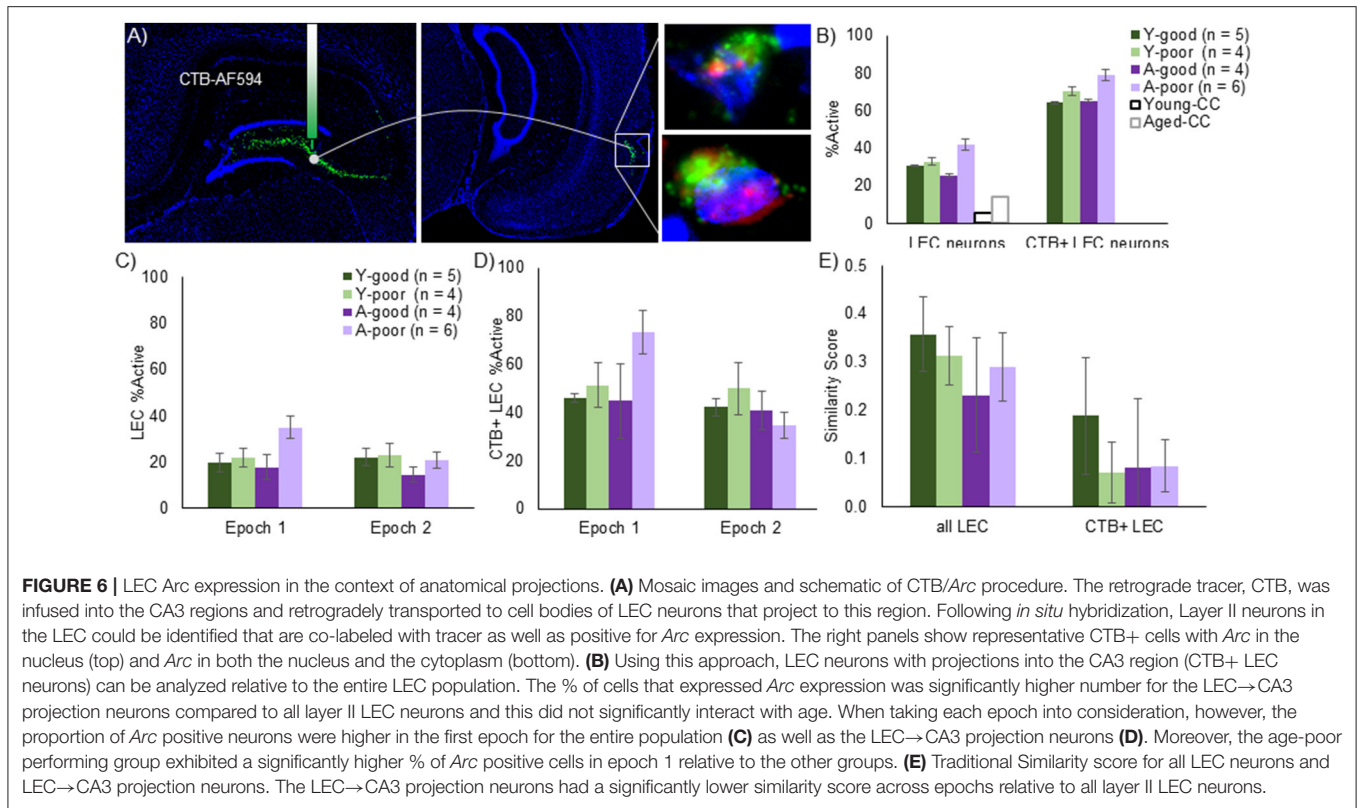 A)
CTB-AF594
B)
%Active
100
80
60
40
20
0
Y-good (n = 5)
Y-poor (n = 4)
A-good (n = 4)
A-poor (n = 6)
Young-CC
Aged-CC
LEC neurons
CTB+ LEC neurons
C)
LEC %Active
100
80
60
40
20
0
Y-good (n = 5)
Y-poor (n = 4)
A-good (n = 4)
A-poor (n = 6)
Epoch 1
Epoch 2
D)
CTB+ LEC %Active
100
80
60
40
20
0
Epoch 1
Epoch 2
E)
Similarity Score
0.5
0.4
0.3
0.2
0.1
0.0
all LEC
CTB+ LEC
FIGURE 6 | LEC Arc expression in the context of anatomical projections. (A) Mosaic images and schematic of CTB/Arc procedure. The retrograde tracer, CTB, was
infused into the CA3 regions and retrogradely transported to cell bodies of LEC neurons that project to this region. Following in situ hybridization, Layer II neurons in
the LEC could be identified that are co-labeled with tracer as well as positive for Arc expression. The right panels show representative CTB+ cells with Arc in the
nucleus (top) and Arc in both the nucleus and the cytoplasm (bottom). (B) Using this approach, LEC neurons with projections into the CA3 region (CTB+ LEC
neurons) can be analyzed relative to the entire LEC population. The % of cells that expressed Arc expression was significantly higher number for the LEC→CA3
projection neurons compared to all layer II LEC neurons and this did not significantly interact with age. When taking each epoch into consideration, however, the
proportion of Arc positive neurons were higher in the first epoch for the entire population (C) as well as the LEC→CA3 projection neurons (D). Moreover, the age-poor
performing group exhibited a significantly higher % of Arc positive cells in epoch 1 relative to the other groups. (E) Traditional Similarity score for all LEC neurons and
LEC→CA3 projection neurons. The LEC→CA3 projection neurons had a significantly lower similarity score across epochs relative to all layer II LEC neurons.